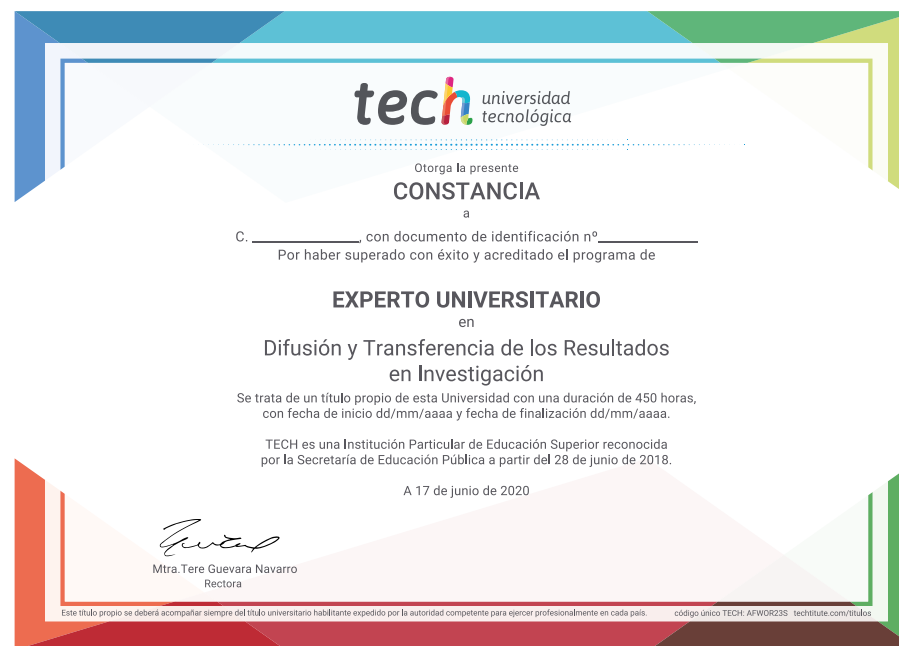 tech universidad
tecnológica
Otorga la presente
CONSTANCIA
a
C. ________________, con documento de identificación nº_______________
Por haber superado con éxito y acreditado el programa de
EXPERTO UNIVERSITARIO
en
Difusión y Transferencia de los Resultados
en Investigación
Se trata de un título propio de esta Universidad con una duración de 450 horas,
con fecha de inicio dd/mm/aaaa y fecha de finalización dd/mm/aaaa.
TECH es una Institución Particular de Educación Superior reconocida
por la Secretaría de Educación Pública a partir del 28 de junio de 2018.
A 17 de junio de 2020
Mtra.Tere Guevara Navarro
Rectora
Este título propio se deberá acompañar siempre del título universitario habilitante expedido por la autoridad competente para ejercer profesionalmente en cada país. código único TECH: AFWOR23S techtitute.com/titulos